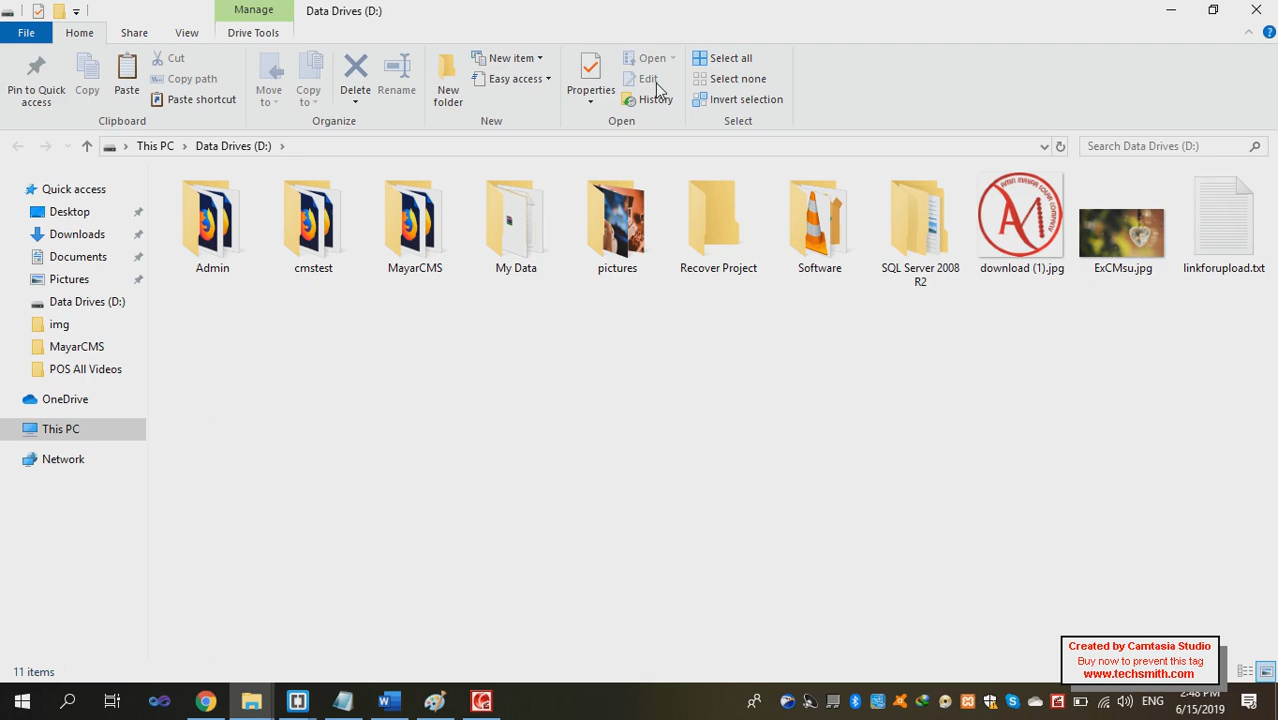 Manage
Data Drives (D:)
File
Home
Share
View
Drive Tools
Pin to Quick access
Copy
Paste
Cut
Copy path
Paste shortcut
Clipboard
Move to
Copy to
Delete
Rename
Organize
New folder
New item
Easy access
New
Properties
Open
Edit
History
Open
Select all
Select none
Invert selection
Select
This PC > Data Drives (D:) >
Search Data Drives (D:)
Quick access
Desktop
Downloads
Documents
Pictures
Data Drives (D:)
img
MayarCMS
POS All Videos
OneDrive
This PC
Network
Admin
cmstest
MayarCMS
My Data
pictures
Recover Project
Software
SQL Server 2008 R2
download (1).jpg
ExCMsu.jpg
linkforupload.txt
11 items
Created by Camtasia Studio
Buy now to prevent this tag
www.techsmith.com
ENG
2:48 PM
6/15/2019